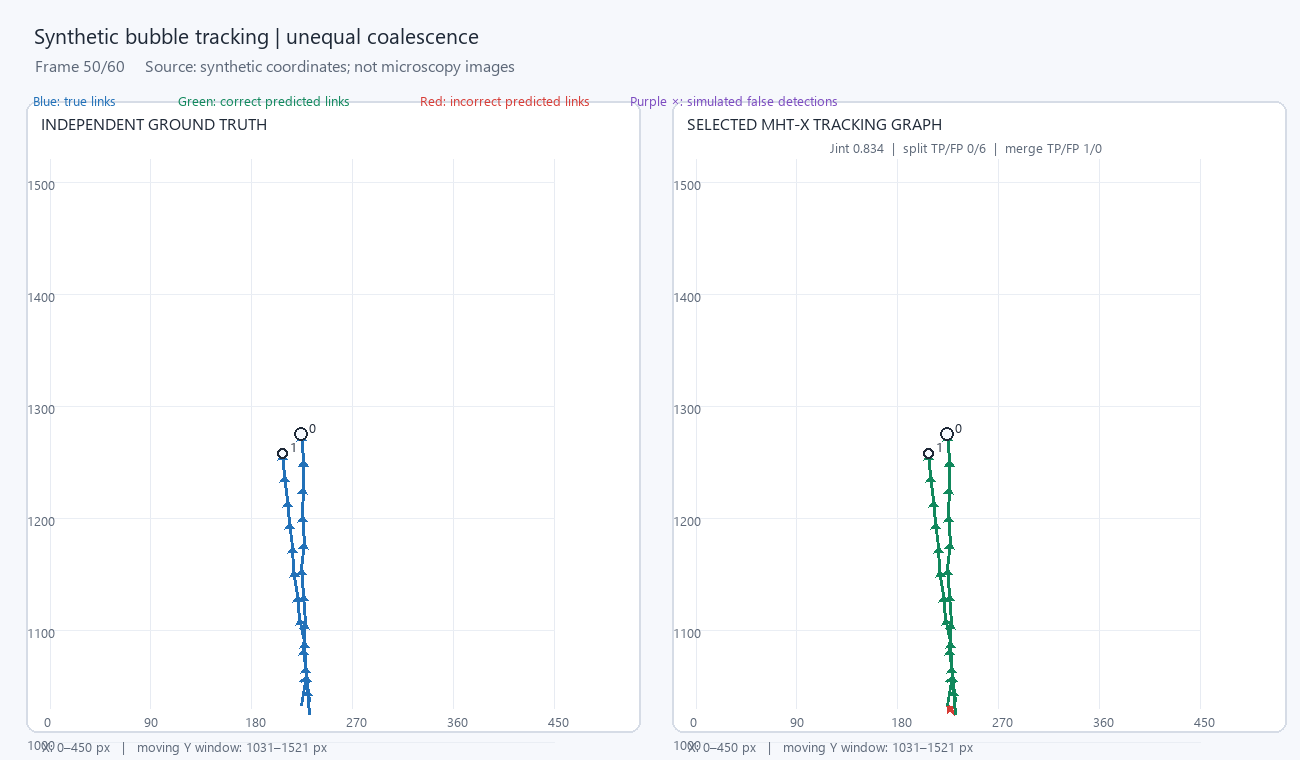 Synthetic bubble tracking | unequal coalescence
Frame 50/60 Source: synthetic coordinates; not microscopy images
Blue: true links Green: correct predicted links Red: incorrect predicted links Purple ×: simulated false detections
INDEPENDENT GROUND TRUTH
1500
1400
1300
1200
1100
1000
0
1
0 90 180 270 360 450
X: 0–450 px | moving Y window: 1031–1521 px
SELECTED MHT-X TRACKING GRAPH
Jint 0.834 | split TP/FP 0/6 | merge TP/FP 1/0
1500
1400
1300
1200
1100
1000
0
1
0 90 180 270 360 450
X: 0–450 px | moving Y window: 1031–1521 px